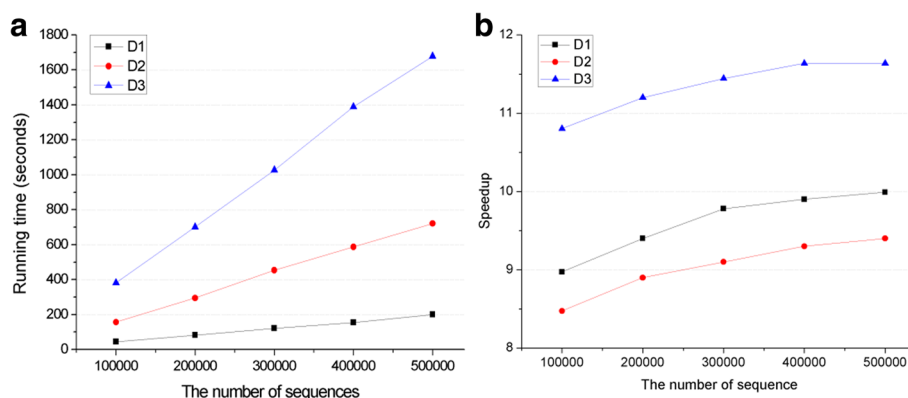 a
1800
1600
1400
1200
1000
800
600
400
200
0
Running time (seconds)
D1
D2
D3
100000 200000 300000 400000 500000
The number of sequences
b
12
11
10
9
8
Speedup
D1
D2
D3
100000 200000 300000 400000 500000
The number of sequence